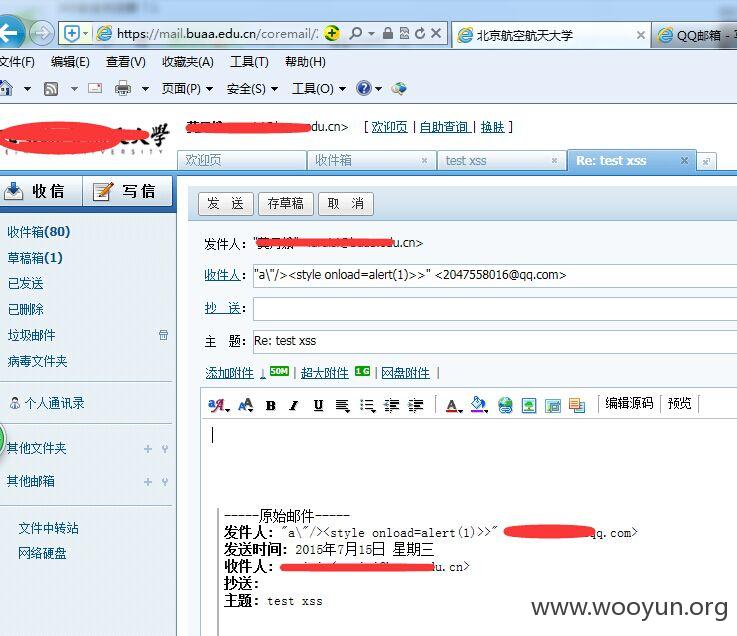 https://mail.buaa.edu.cn/coremail/
北京航空航天大学
QQ邮箱 -
文件(F) 编辑(E) 查看(V) 收藏夹(A) 工具(T) 帮助(H)
页面(P) 安全(S) 工具(O)
大学
du.cn> [ 欢迎页 | 自助查询 | 换肤 ]
欢迎页 收件箱 × test xss × Re: test xss ×
收信 写信
发 送 存草稿 取 消
收件箱(80)
草稿箱(1)
已发送
已删除
垃圾邮件
病毒文件夹
个人通讯录
其他文件夹
其他邮箱
文件中转站
网络硬盘
发件人: u.cn>
收件人: "a\"/><style onload=alert(1)>>" <2047558016@qq.com>
抄 送:
主 题: Re: test xss
添加附件 50M | 超大附件 1G | 网盘附件 |
B I U A 编辑源码 预览
-----原始邮件-----
发件人: "a\"/><style onload=alert(1)>>" qq.com>
发送时间: 2015年7月15日 星期三
收件人: u.cn>
抄送:
主题: test xss
www.wooyun.org